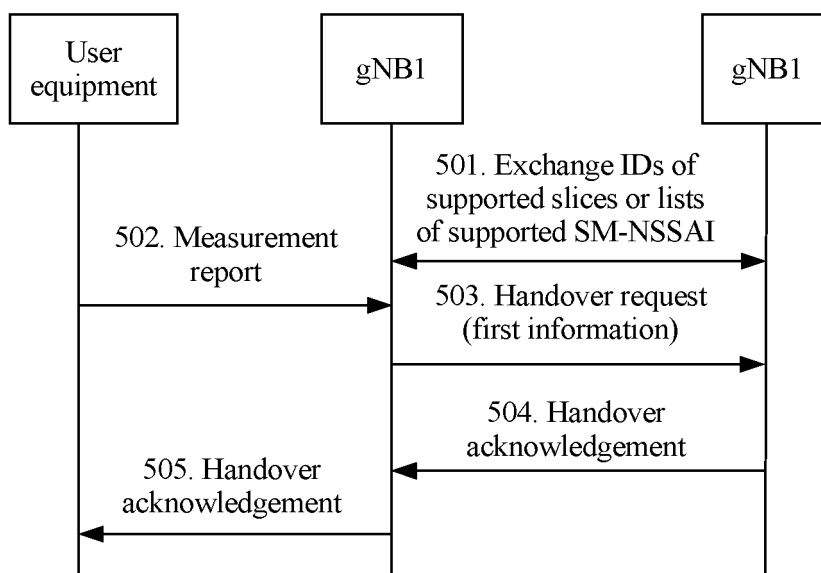 User
equipment
gNB1
gNB1
501. Exchange IDs of
supported slices or lists
of supported SM-NSSAI
502. Measurement
report
503. Handover request
(first information)
504. Handover
acknowledgement
505. Handover
acknowledgement